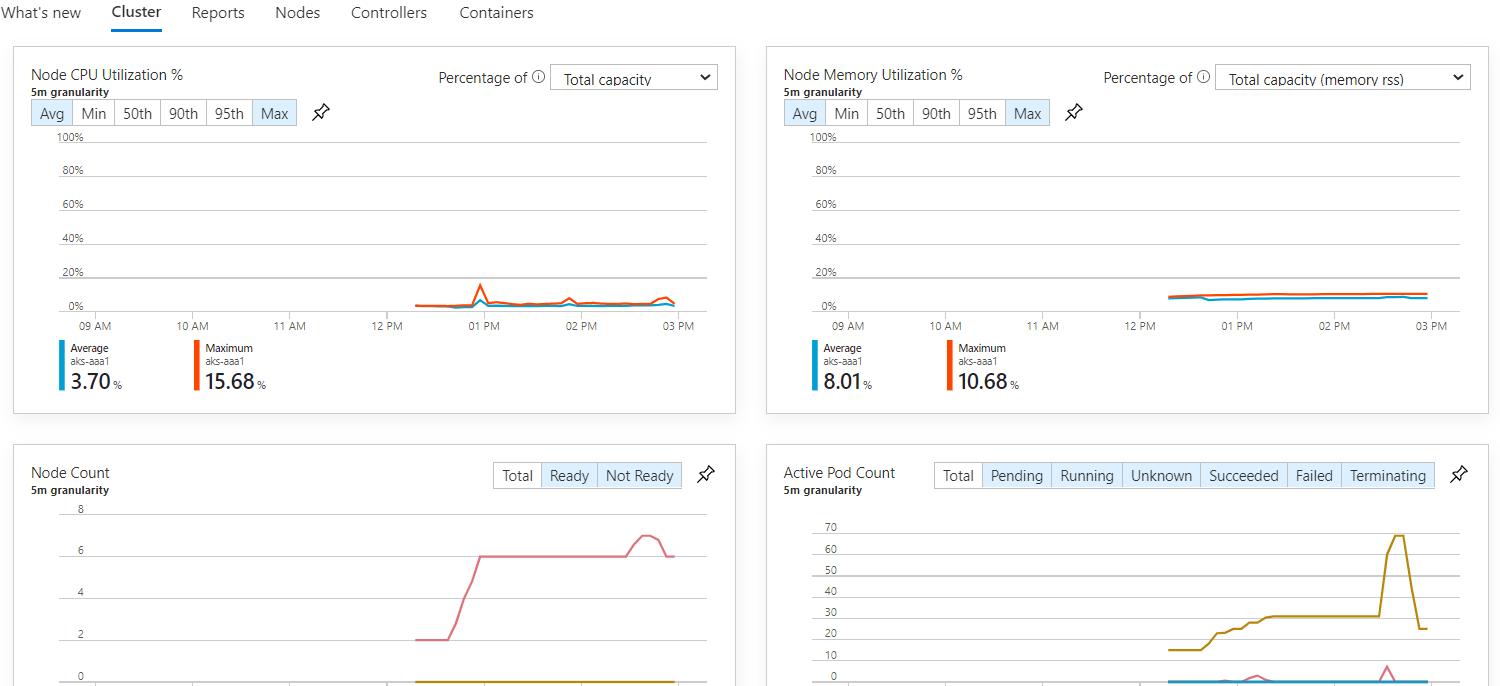 What's new Cluster Reports Nodes Controllers Containers
Node CPU Utilization % Percentage of Total capacity
5m granularity
Avg Min 50th 90th 95th Max
100%
80%
60%
40%
20%
0%
09 AM 10 AM 11 AM 12 PM 01 PM 02 PM 03 PM
Average Maximum
aks-aaa1 aks-aaa1
3.70 % 15.68 %
Node Memory Utilization % Percentage of Total capacity (memory rss)
5m granularity
Avg Min 50th 90th 95th Max
100%
80%
60%
40%
20%
0%
09 AM 10 AM 11 AM 12 PM 01 PM 02 PM 03 PM
Average Maximum
aks-aaa1 aks-aaa1
8.01 % 10.68 %
Node Count Total Ready Not Ready
5m granularity
8
6
4
2
0
Active Pod Count Total Pending Running Unknown Succeeded Failed Terminating
5m granularity
70
60
50
40
30
20
10
0